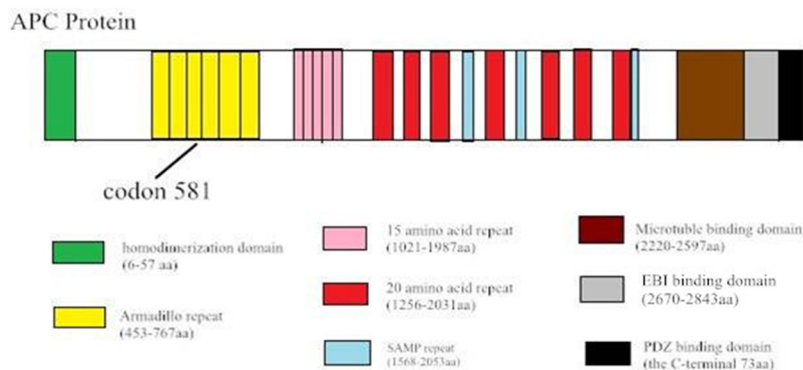 APC Protein
codon 581
homodimerization domain
(6-57 aa)
Armadillo repeat
(453-767aa)
15 amino acid repeat
(1021-1987aa)
20 amino acid repeat
(1256-2031aa)
SAMP repeat
(1568-2053aa)
Microtuble binding domain
(2220-2597aa)
EBI binding domain
(2670-2843aa)
PDZ binding domain
(the C-terminal 73aa)